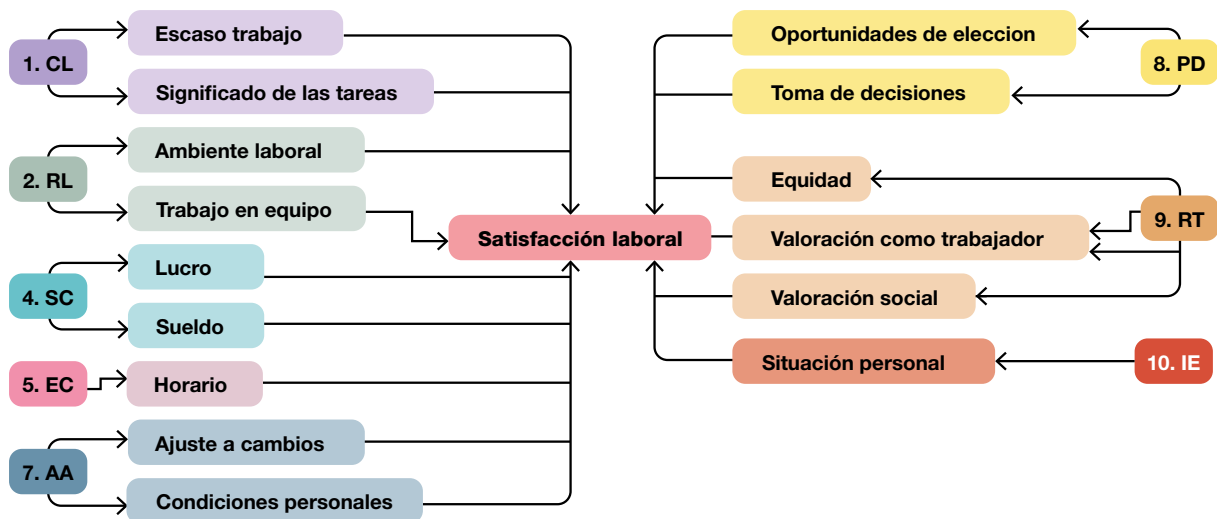 1. CL
Escaso trabajo
Significado de las tareas
2. RL
Ambiente laboral
Trabajo en equipo
4. SC
Lucro
Sueldo
5. EC
Horario
7. AA
Ajuste a cambios
Condiciones personales
Satisfacción laboral
Oportunidades de eleccion
8. PD
Toma de decisiones
Equidad
9. RT
Valoración como trabajador
Valoración social
Situación personal
10. IE